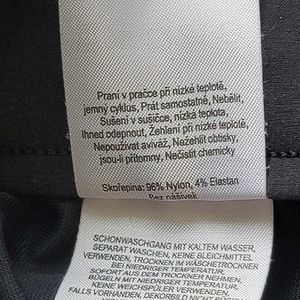 Praní v pračce při nízké teplotě,
jemný cyklus, Prát samostatně, Nebělit,
Sušení v sušičce, nízká teplota,
Ihned odepnout, Žehlení při nízké teplotě,
Nepouživat aviváž, Nežehlit obtisky,
jsou-li přítomny, Nečistit chemicky
Skořepina: 96% Nylon, 4% Elastan
Bez nášivek
SCHONWASCHGANG MIT KALTEM WASSER,
SEPARAT WASCHEN, KEINE BLEICHMITTEL
VERWENDEN, TROCKNEN IM WÄSCHETROCKNER
BEI NIEDRIGER TEMPERATUR,
SOFORT AUS DEM TROCKNER NEHMEN,
BEI NIEDRIGER TEMPERATUR BÜGELN,
KEINE WEICHSPÜLER VERWENDEN,
FALLS VORHANDEN, DEKORBILD NICHT